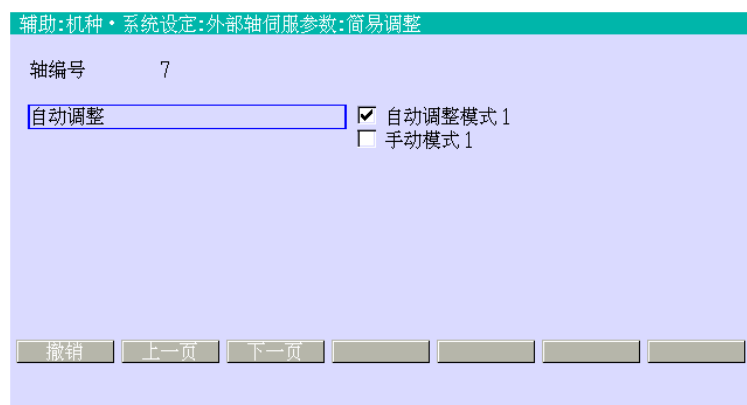 辅助:机种·系统设定:外部轴伺服参数:简易调整
轴编号 7
自动调整 自动调整模式1
手动模式1
撤销 上一页 下一页